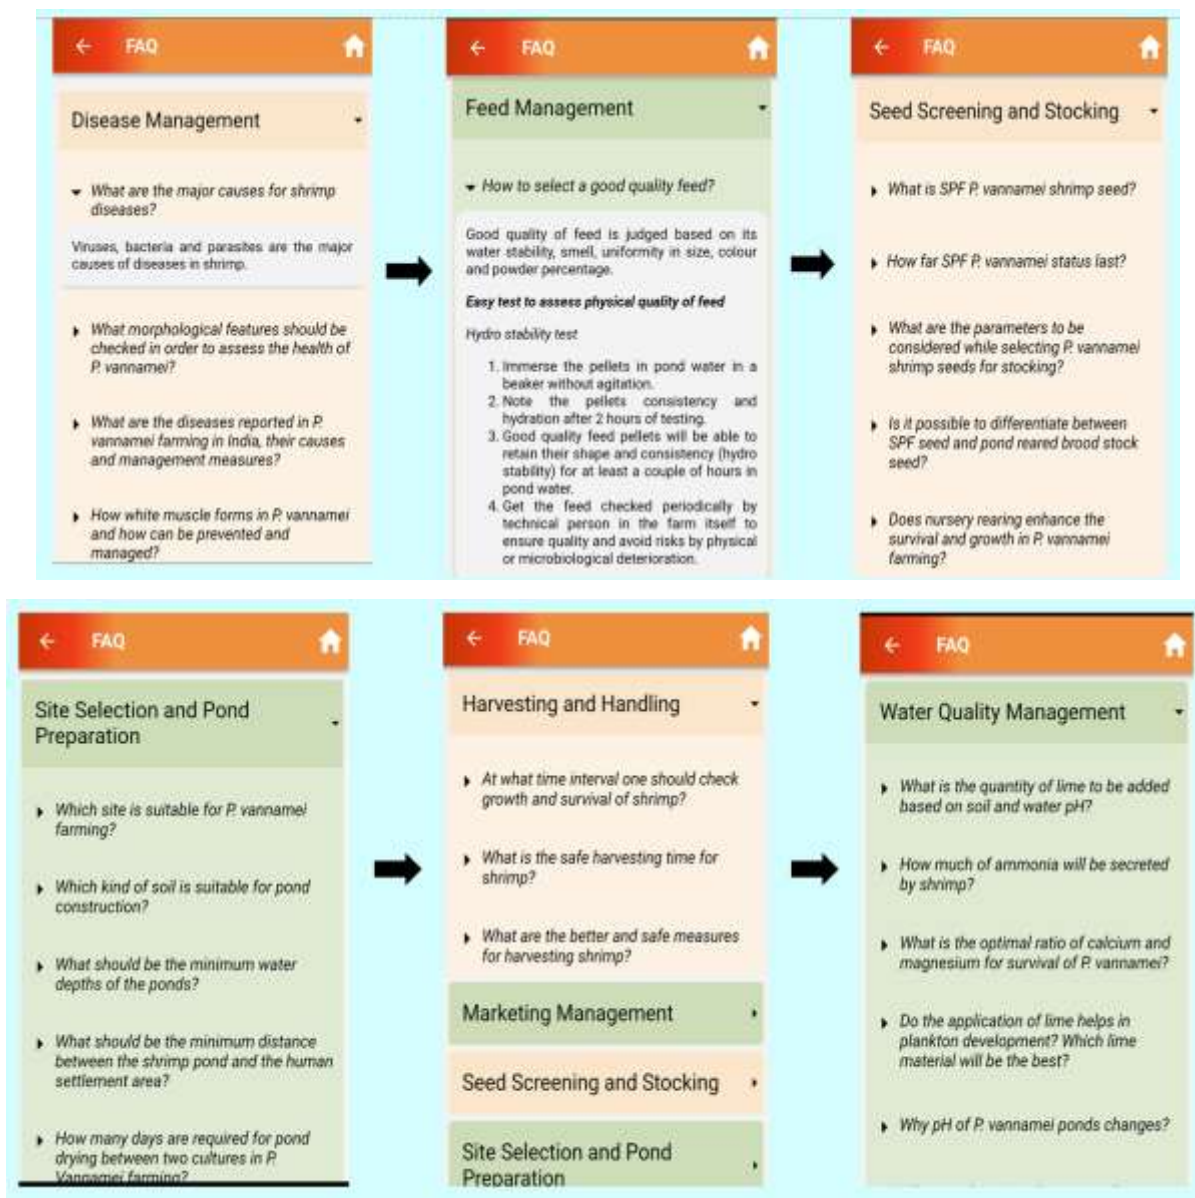 FAQ
Disease Management
What are the major causes for shrimp
diseases?
Viruses, bacteria and parasites are the major
causes of diseases in shrimp.
What morphological features should be
checked in order to assess the health of
P. vannamei?
What are the diseases reported in P.
vannamei farming in India, their causes
and management measures?
How white muscle forms in P. vannamei
and how can be prevented and
managed?
FAQ
Feed Management
How to select a good quality feed?
Good quality of feed is judged based on its
water stability, smell, uniformity in size, colour
and powder percentage.
Easy test to assess physical quality of feed
Hydro stability test
1. Immerse the pellets in pond water in a
beaker without agitation.
2. Note the pellets consistency and
hydration after 2 hours of testing.
3. Good quality feed pellets will be able to
retain their shape and consistency (hydro
stability) for at least a couple of hours in
pond water.
4. Get the feed checked periodically by
technical person in the farm itself to
ensure quality and avoid risks by physical
or microbiological deterioration.
FAQ
Seed Screening and Stocking
What is SPF P. vannamei shrimp seed?
How far SPF P. vannamei status last?
What are the parameters to be
considered while selecting P. vannamei
shrimp seeds for stocking?
Is it possible to differentiate between
SPF seed and pond reared brood stock
seed?
Does nursery rearing enhance the
survival and growth in P. vannamei
farming?
FAQ
Site Selection and Pond
Preparation
Which site is suitable for P. vannamei
farming?
Which kind of soil is suitable for pond
construction?
What should be the minimum water
depths of the ponds?
What should be the minimum distance
between the shrimp pond and the human
settlement area?
How many days are required for pond
drying between two cultures in P.
Vannamei farming?
FAQ
Harvesting and Handling
At what time interval one should check
growth and survival of shrimp?
What is the safe harvesting time for
shrimp?
What are the better and safe measures
for harvesting shrimp?
Marketing Management
Seed Screening and Stocking
Site Selection and Pond
Preparation
FAQ
Water Quality Management
What is the quantity of lime to be added
based on soil and water pH?
How much of ammonia will be secreted
by shrimp?
What is the optimal ratio of calcium and
magnesium for survival of P. vannamei?
Do the application of lime helps in
plankton development? Which lime
material will be the best?
Why pH of P. vannamei ponds changes?